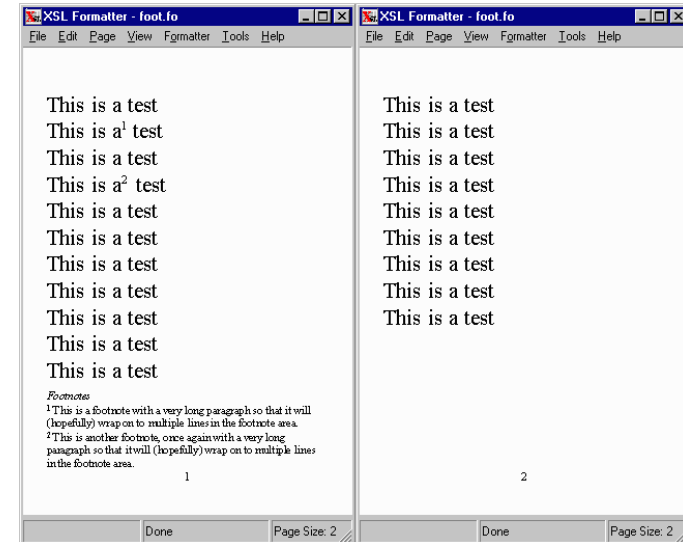 XSL Formatter - foot.fo
File Edit Page View Formatter Tools Help
This is a test
This is a1 test
This is a test
This is a2 test
This is a test
This is a test
This is a test
This is a test
This is a test
This is a test
This is a test
Footnotes
1 This is a footnote with a very long paragraph so that it will
(hopefully) wrap on to multiple lines in the footnote area.
2 This is another footnote, once again with a very long
paragraph so that it will (hopefully) wrap on to multiple lines
in the footnote area.
1
Done Page Size: 2
XSL Formatter - foot.fo
File Edit Page View Formatter Tools Help
This is a test
This is a test
This is a test
This is a test
This is a test
This is a test
This is a test
This is a test
This is a test
2
Done Page Size: 2